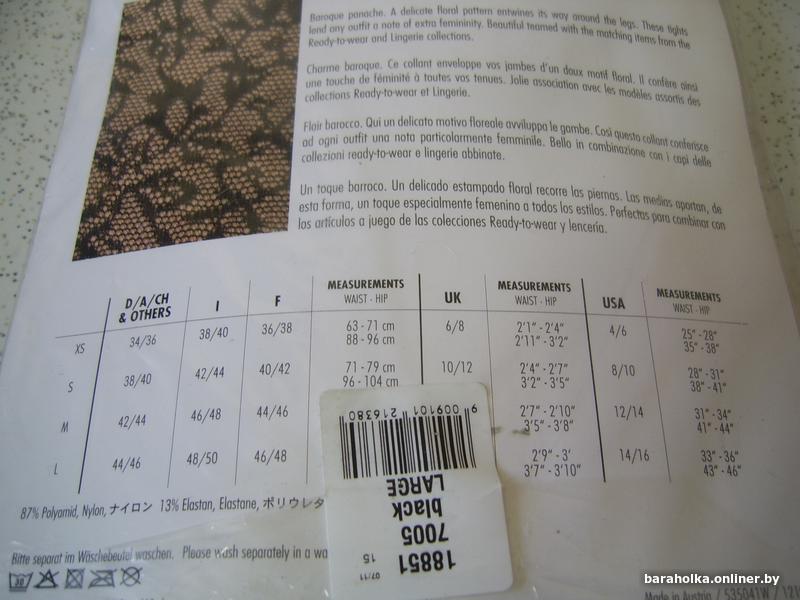 Baroque panache. A delicate floral pattern entwines its way around the legs. These tights
lend any outfit a note of extra femininity. Beautiful teamed with the matching items from the
Ready-to-wear and Lingerie collections.
Charme baroque. Ce collant enveloppe vos jambes d'un doux motif floral. Il confère ainsi
une touche de féminité à toutes vos tenues. Jolie association avec les modèles assortis des
collections Ready-to-wear et Lingerie.
Flair barocco. Qui un delicato motivo floreale avviluppa le gambe. Così questo collant conferisce
ad ogni outfit una nota particolarmente femminile. Bello in combinazione con i capi delle
collezioni ready-to-wear e lingerie abbinate.
Un toque barroco. Un delicado estampado floral recorre las piernas. Las medias aportan, de
esta forma, un toque especialmente femenino a todos los estilos. Perfectas para combinar con
los artículos a juego de las colecciones Ready-to-wear y lencería.
D/A/CH & OTHERS I F MEASUREMENTS WAIST - HIP UK MEASUREMENTS WAIST - HIP USA MEASUREMENTS WAIST - HIP
XS 34/36 38/40 36/38 63 - 71 cm 88 - 96 cm 6/8 2'1" - 2'4" 2'11" - 3'2" 4/6 25" - 28" 35" - 38"
S 38/40 42/44 40/42 71 - 79 cm 96 - 104 cm 10/12 2'4" - 2'7" 3'2" - 3'5" 8/10 28" - 31" 38" - 41"
M 42/44 46/48 44/46 2'7" - 2'10" 3'5" - 3'8" 12/14 31" - 34" 41" - 44"
L 44/46 48/50 46/48 2'9" - 3' 3'7" - 3'10" 14/16 33" - 36" 43" - 46"
87% Polyamid, Nylon, ナイロン 13% Elastan, Elastane, ポリウレタ
Bitte separat im Wäschebeutel waschen. Please wash separately in a wa
30
18851
7005
black
LARGE
07/11
15
9 009101 216380
Made in Austria / 535041W / 121
baraholka.onliner.by